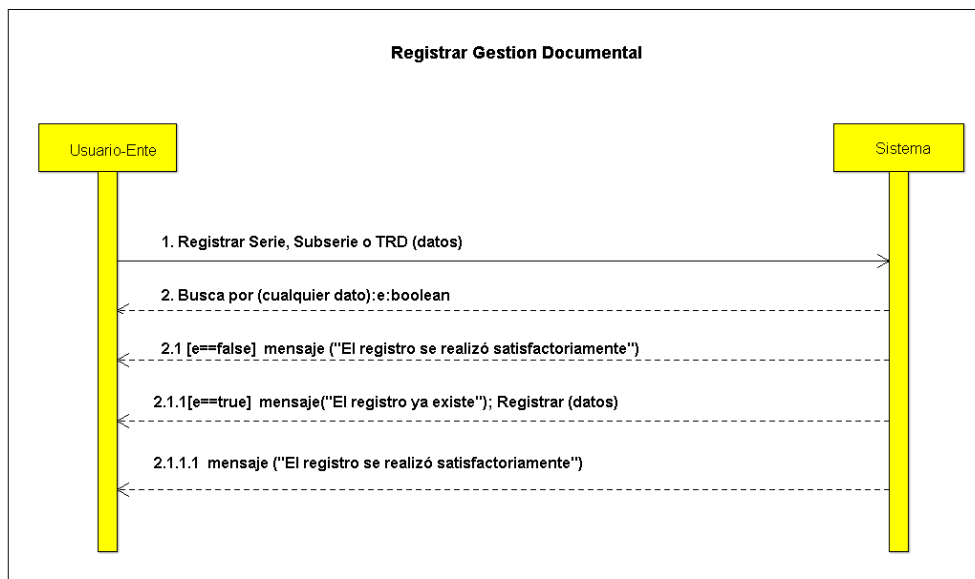 Registrar Gestion Documental
Usuario-Ente
Sistema
1. Registrar Serie, Subserie o TRD (datos)
2. Busca por (cualquier dato):e:boolean
2.1 [e==false] mensaje ("El registro se realizó satisfactoriamente")
2.1.1[e==true] mensaje("El registro ya existe"); Registrar (datos)
2.1.1.1 mensaje ("El registro se realizó satisfactoriamente")